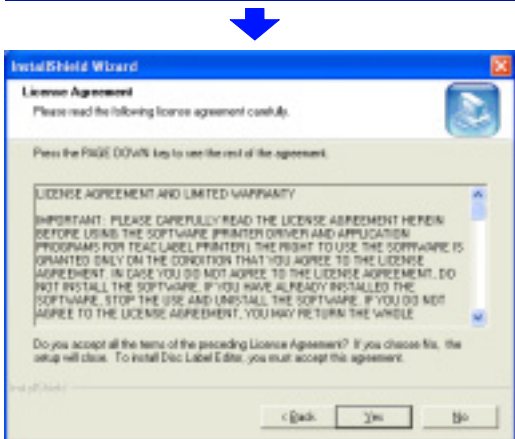 InstallShield Wizard
License Agreement
Please read the following license agreement carefully.
Press the PAGE DOWN key to see the rest of the agreement.
LICENSE AGREEMENT AND LIMITED WARRANTY
IMPORTANT: PLEASE CAREFULLY READ THE LICENSE AGREEMENT HEREIN
BEFORE USING THE SOFTWARE (PRINTER DRIVER AND APPLICATION
PROGRAMS FOR TEAC LABEL PRINTER). THE RIGHT TO USE THE SOFTWARE IS
GRANTED ONLY ON THE CONDITION THAT YOU AGREE TO THE LICENSE
AGREEMENT. IN CASE YOU DO NOT AGREE TO THE LICENSE AGREEMENT, DO
NOT INSTALL THE SOFTWARE. IF YOU HAVE ALREADY INSTALLED THE
SOFTWARE, STOP THE USE AND UNISTALL THE SOFTWARE. IF YOU DO NOT
AGREE TO THE LICENSE AGREEMENT, YOU MAY RETURN THE WHOLE
Do you accept all the terms of the preceding License Agreement? If you choose No, the
setup will close. To install Disc Label Editor, you must accept this agreement.
InstallShield
< Back Yes No